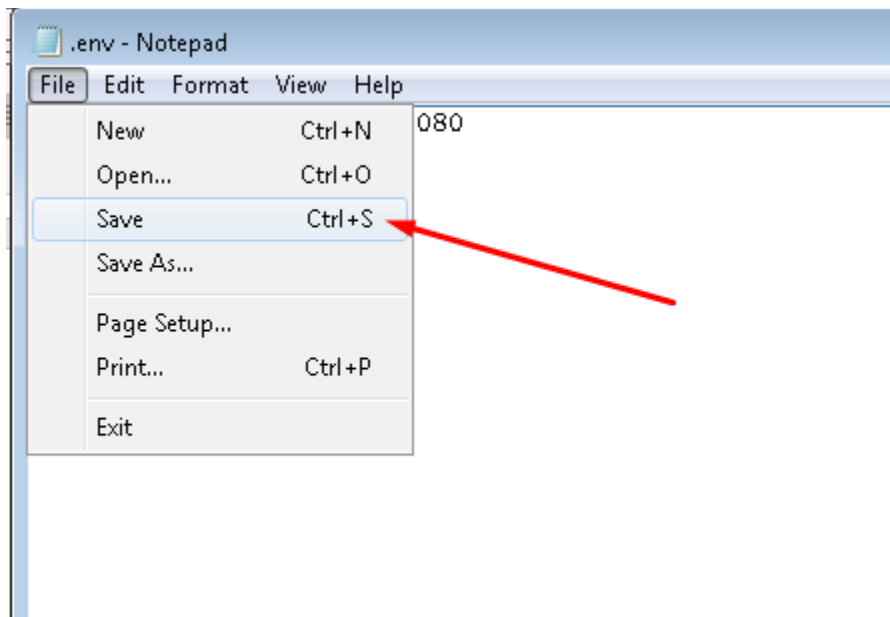 .env - Notepad
File Edit Format View Help
080
New Ctrl+N
Open... Ctrl+O
Save Ctrl+S
Save As...
Page Setup...
Print... Ctrl+P
Exit